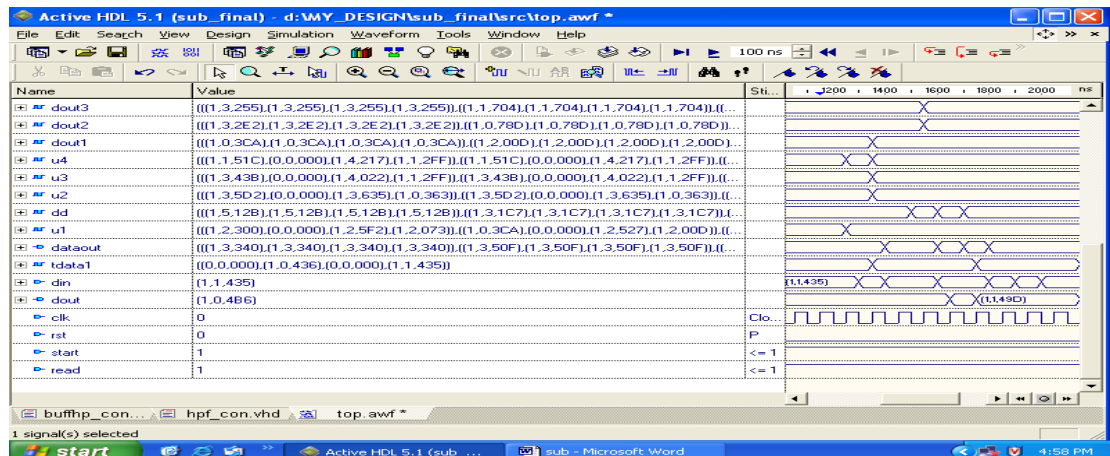 Active HDL 5.1 (sub_final) - d:\MY_DESIGN\sub_final\src\top.awf *
File Edit Search View Design Simulation Waveform Tools Window Help
100 ns
Name Value Sti... 1200 1400 1600 1800 2000 ns
dout3 (((1,3,255),(1,3,255),(1,3,255),(1,3,255)),((1,1,704),(1,1,704),(1,1,704),(1,1,704)),((...
dout2 (((1,3,2E2),(1,3,2E2),(1,3,2E2),(1,3,2E2)),((1,0,78D),(1,0,78D),(1,0,78D),(1,0,78D)),...
dout1 (((1,0,3CA),(1,0,3CA),(1,0,3CA),(1,0,3CA)),((1,2,00D),(1,2,00D),(1,2,00D),(1,2,00D)...
u4 (((1,1,51C),(0,0,000),(1,4,217),(1,1,2FF)),((1,1,51C),(0,0,000),(1,4,217),(1,1,2FF)),((...
u3 (((1,3,43B),(0,0,000),(1,4,022),(1,1,2FF)),((1,3,43B),(0,0,000),(1,4,022),(1,1,2FF)),((...
u2 (((1,3,5D2),(0,0,000),(1,3,635),(1,0,363)),((1,3,5D2),(0,0,000),(1,3,635),(1,0,363)),((...
dd (((1,5,12B),(1,5,12B),(1,5,12B),(1,5,12B)),((1,3,1C7),(1,3,1C7),(1,3,1C7),(1,3,1C7)),(...
u1 (((1,2,300),(0,0,000),(1,2,5F2),(1,2,073)),((1,0,3CA),(0,0,000),(1,2,527),(1,2,00D)),((...
dataout (((1,3,340),(1,3,340),(1,3,340),(1,3,340)),((1,3,50F),(1,3,50F),(1,3,50F),(1,3,50F)),((...
tdata1 ((0,0,000),(1,0,436),(0,0,000),(1,1,435))
din (1,1,435) (1,1,435)
dout (1,0,4B6) (1,1,49D)
clk 0 Clo...
rst 0 P
start 1 <= 1
read 1 <= 1
buffhp_con... hpf_con.vhd top.awf *
1 signal(s) selected
start Active HDL 5.1 (sub ... sub - Microsoft Word 4:58 PM